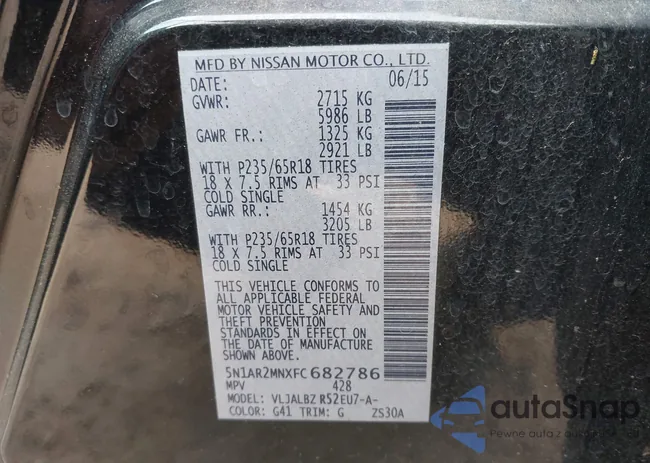 MFD BY NISSAN MOTOR CO., LTD.
DATE: 06/15
GVWR: 2715 KG
5986 LB
GAWR FR.: 1325 KG
2921 LB
WITH P235/65R18 TIRES
18 X 7.5 RIMS AT 33 PSI
COLD SINGLE
GAWR RR.: 1454 KG
3205 LB
WITH P235/65R18 TIRES
18 X 7.5 RIMS AT 33 PSI
COLD SINGLE
THIS VEHICLE CONFORMS TO
ALL APPLICABLE FEDERAL
MOTOR VEHICLE SAFETY AND
THEFT PREVENTION
STANDARDS IN EFFECT ON
THE DATE OF MANUFACTURE
SHOWN ABOVE.
5N1AR2MNXFC682786
MPV 428
MODEL: VLJALBZ R52EU7-A-
COLOR: G41 TRIM: G ZS30A
autoSnap
Pewne auta z aukcji